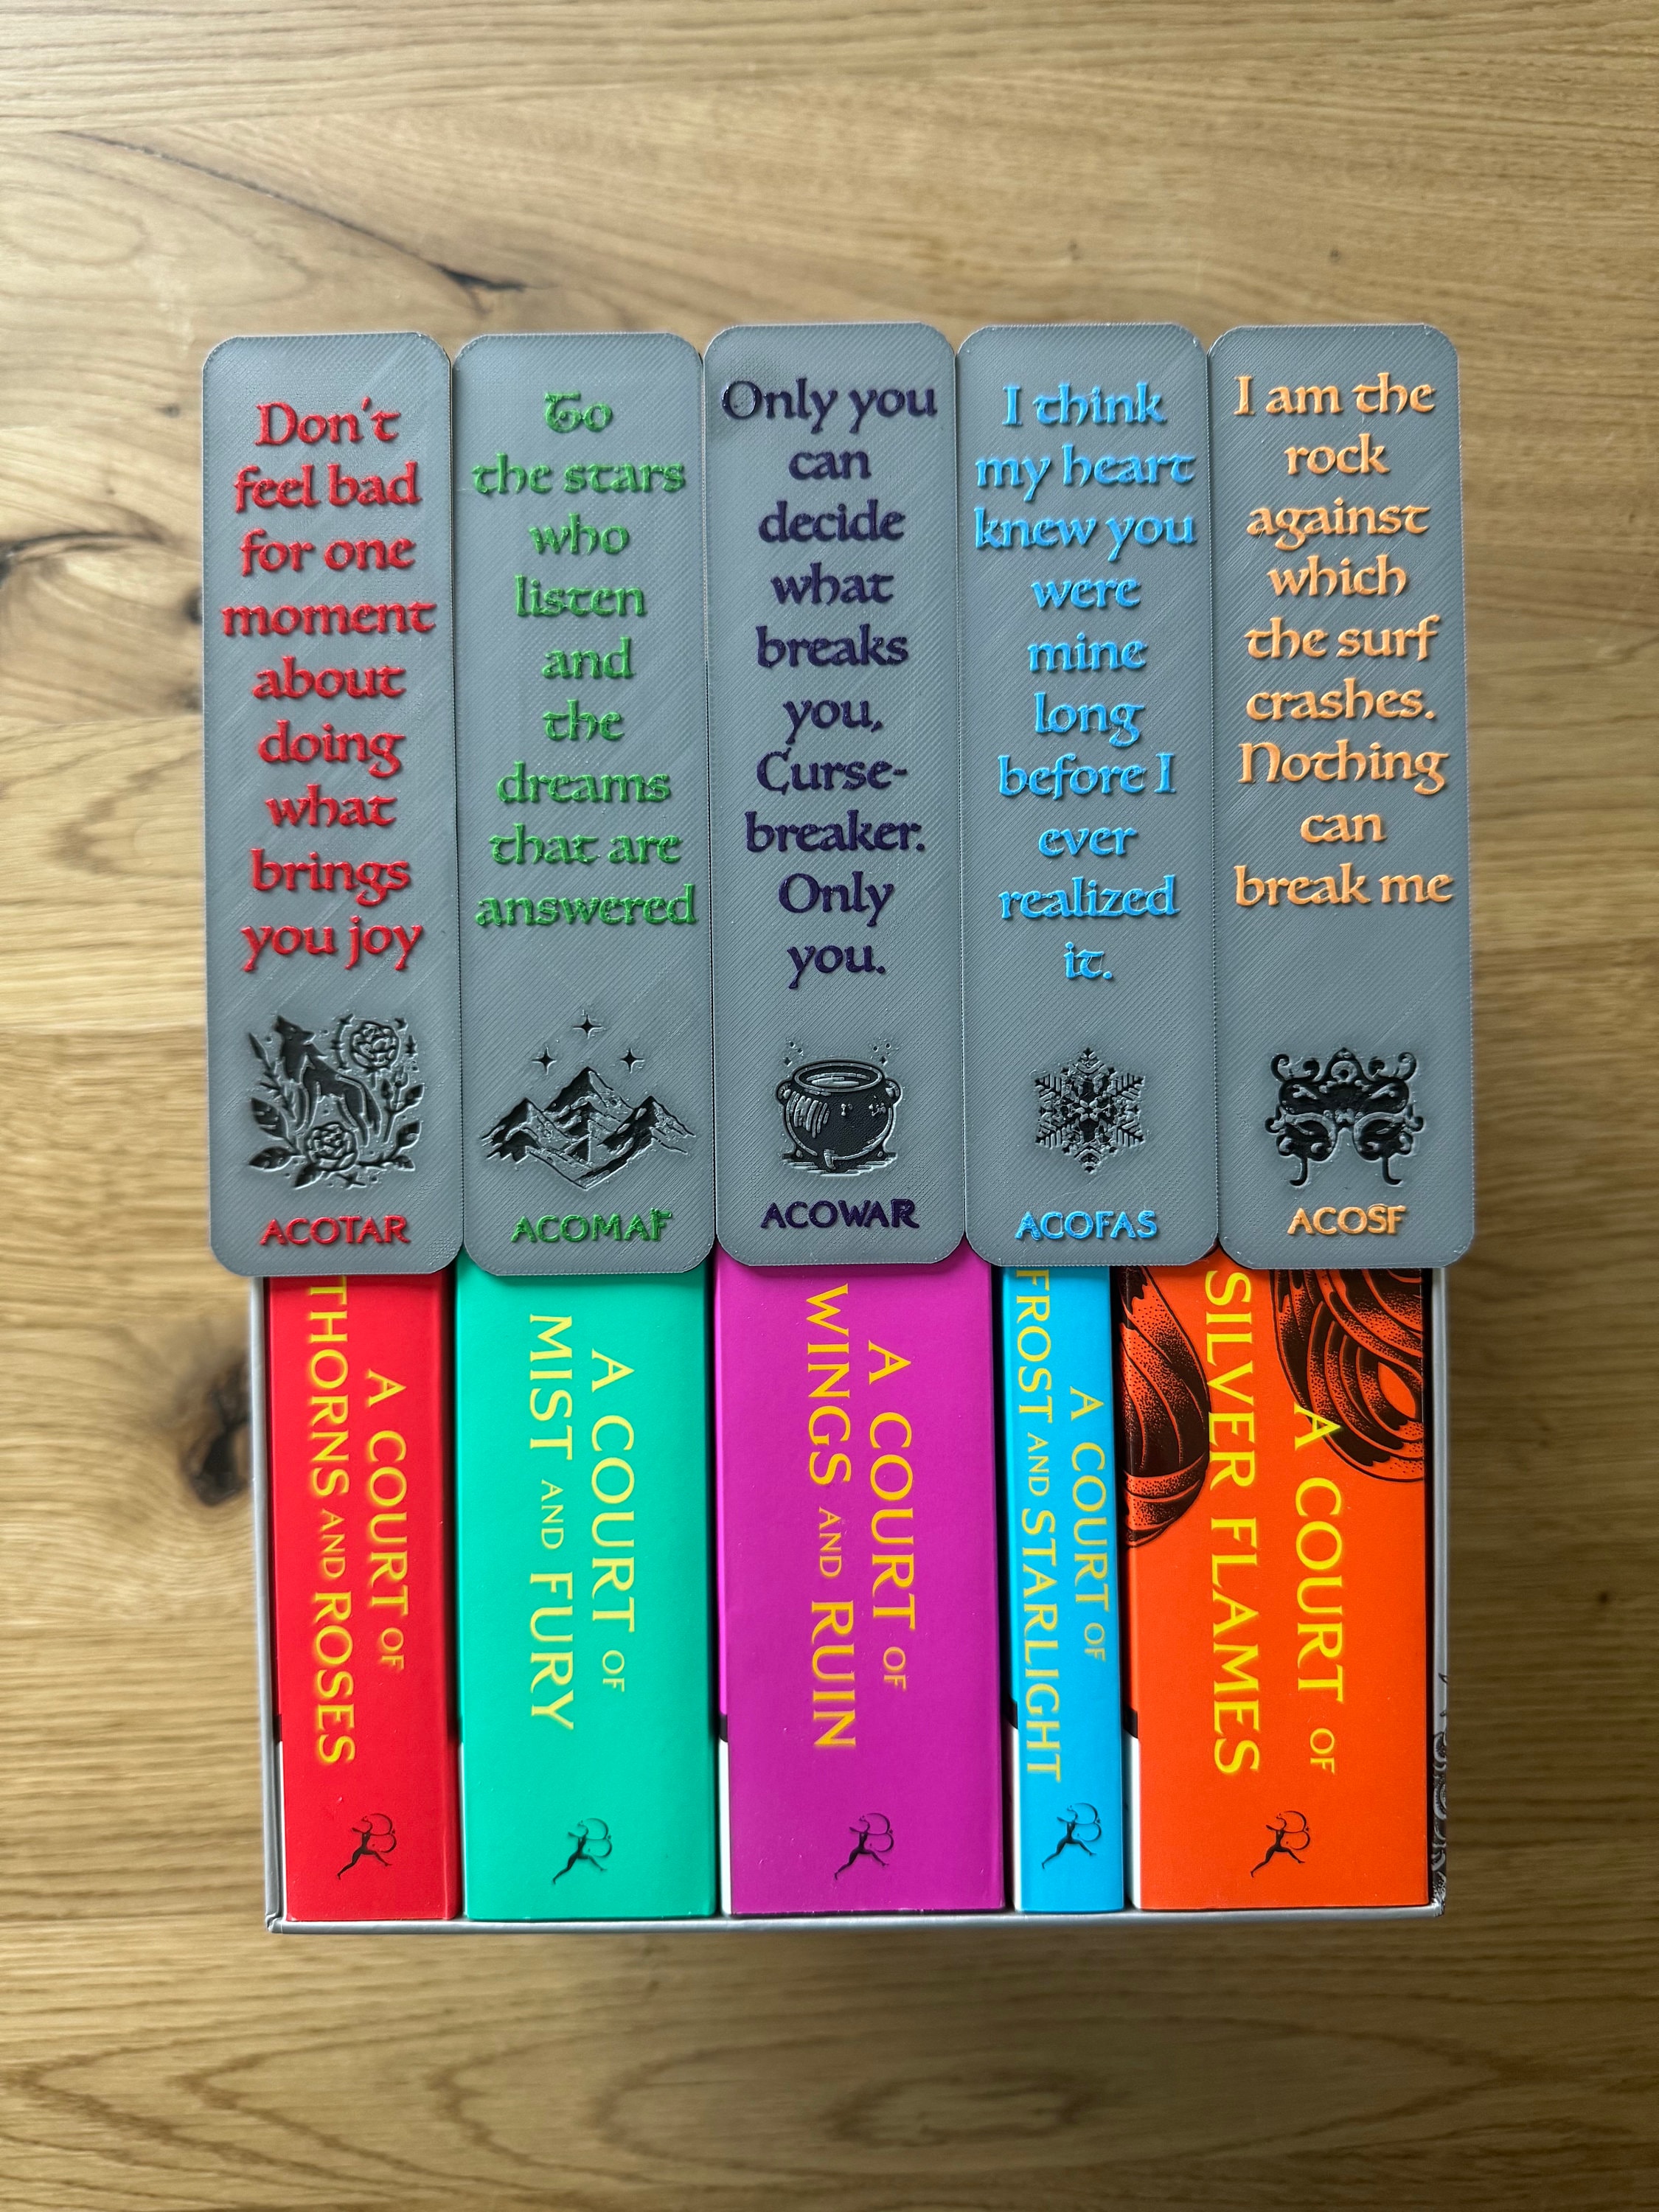 Don't
feel bad
for one
moment
about
doing
what
brings
you joy
ACOTAR
To
the stars
who
listen
and
the
dreams
that are
answered
ACOMAF
Only you
can
decide
what
breaks
you,
Curse-
breaker.
Only
you.
ACOWAR
I think
my heart
knew you
were
mine
long
before I
ever
realized
it.
ACOFAS
I am the
rock
against
which
the surf
crashes.
Nothing
can
break me
ACOSF
A COURT OF
THORNS AND ROSES
A COURT OF
MIST AND FURY
A COURT OF
WINGS AND RUIN
A COURT OF
FROST AND STARLIGHT
A COURT OF
SILVER FLAMES